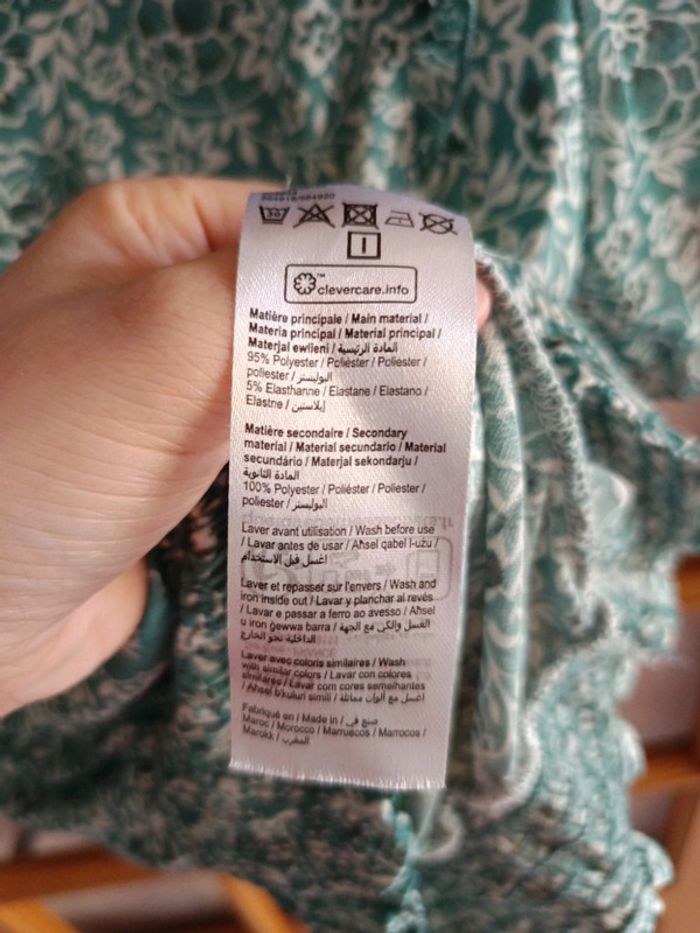 30
I
clevercare.info
Matière principale / Main material /
Materia principal / Material principal /
Materjal ewlieni / المادة الرئيسية
95% Polyester / Poliéster / Poliester /
poliester / البوليستر
5% Elasthanne / Elastane / Elastano /
Elastne / إيلاستين
Matière secondaire / Secondary
material / Material secundario / Material
secundário / Materjal sekondarju /
المادة الثانوية
100% Polyester / Poliéster / Poliester /
poliester / البوليستر
Laver avant utilisation / Wash before use
/ Lavar antes de usar / Aħsel qabel l-użu /
اغسل قبل الاستخدام
Laver et repasser sur l'envers / Wash and
iron inside out / Lavar y planchar al revés
/ Lavar e passar a ferro ao avesso / Aħsel
u iron ġewwa barra / الغسل والكي مع الجهة
الداخلية نحو الخارج
Laver avec coloris similaires / Wash
with similar colors / Lavar con colores
similares / Lavar com cores semelhantes
/ Aħsel b'kuluri simili / اغسل مع ألوان مماثلة
Fabriqué en / Made in / صنع في
Maroc / Morocco / Marruecos / Marrocos /
Marokk / المغرب